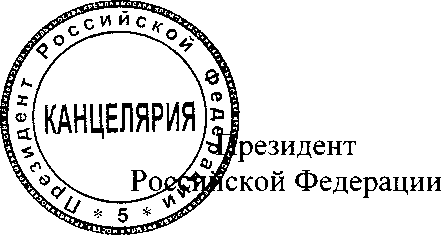 Президент Российской Федерации
КАНЦЕЛЯРИЯ
* 5 *
Президент
Российской Федерации